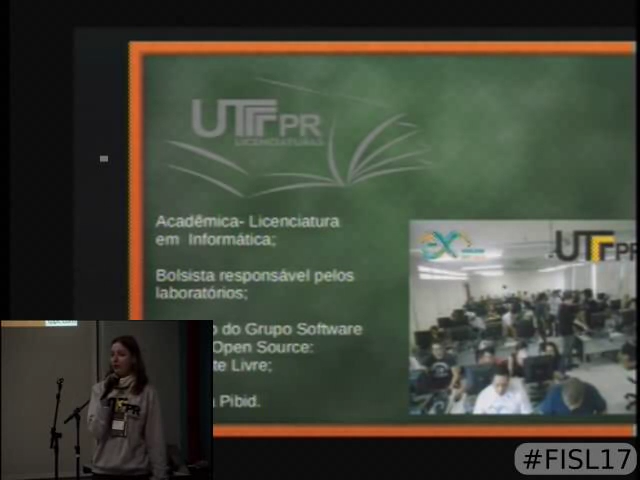 UTFPR
LICENCIATURAS
Acadêmica- Licenciatura
em Informática;
Bolsista responsável pelos
laboratórios;
o do Grupo Software
Open Source:
te Livre;
Pibid.
UTFPR
#FISL17